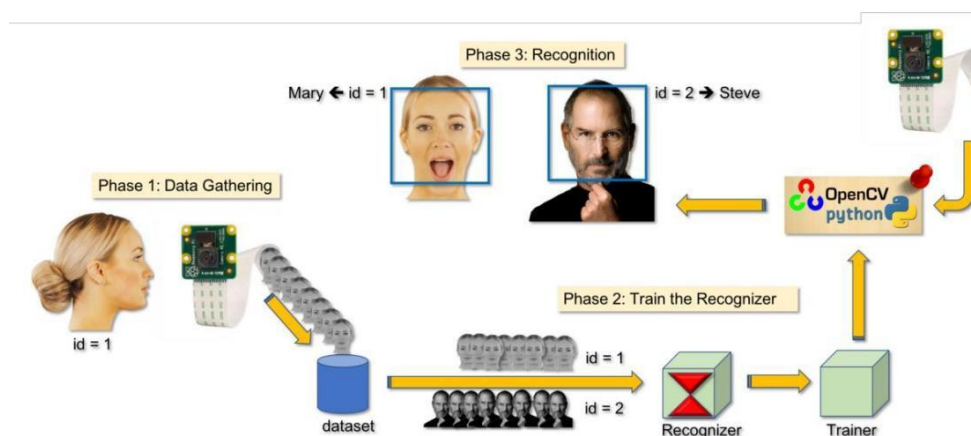 Phase 3: Recognition
Mary 🡸 id = 1
id = 2 🡺 Steve
Phase 1: Data Gathering
OpenCV
python
id = 1
Phase 2: Train the Recognizer
id = 1
id = 2
dataset
Recognizer
Trainer